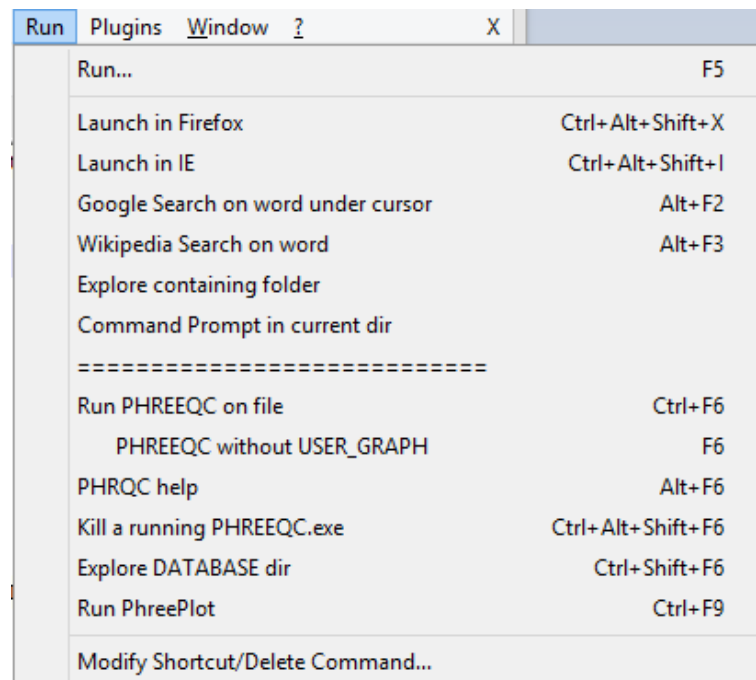 Run Plugins Window ? X
Run... F5
Launch in Firefox Ctrl+Alt+Shift+X
Launch in IE Ctrl+Alt+Shift+I
Google Search on word under cursor Alt+F2
Wikipedia Search on word Alt+F3
Explore containing folder
Command Prompt in current dir
============================
Run PHREEQC on file Ctrl+F6
PHREEQC without USER_GRAPH F6
PHRQC help Alt+F6
Kill a running PHREEQC.exe Ctrl+Alt+Shift+F6
Explore DATABASE dir Ctrl+Shift+F6
Run PhreePlot Ctrl+F9
Modify Shortcut/Delete Command...